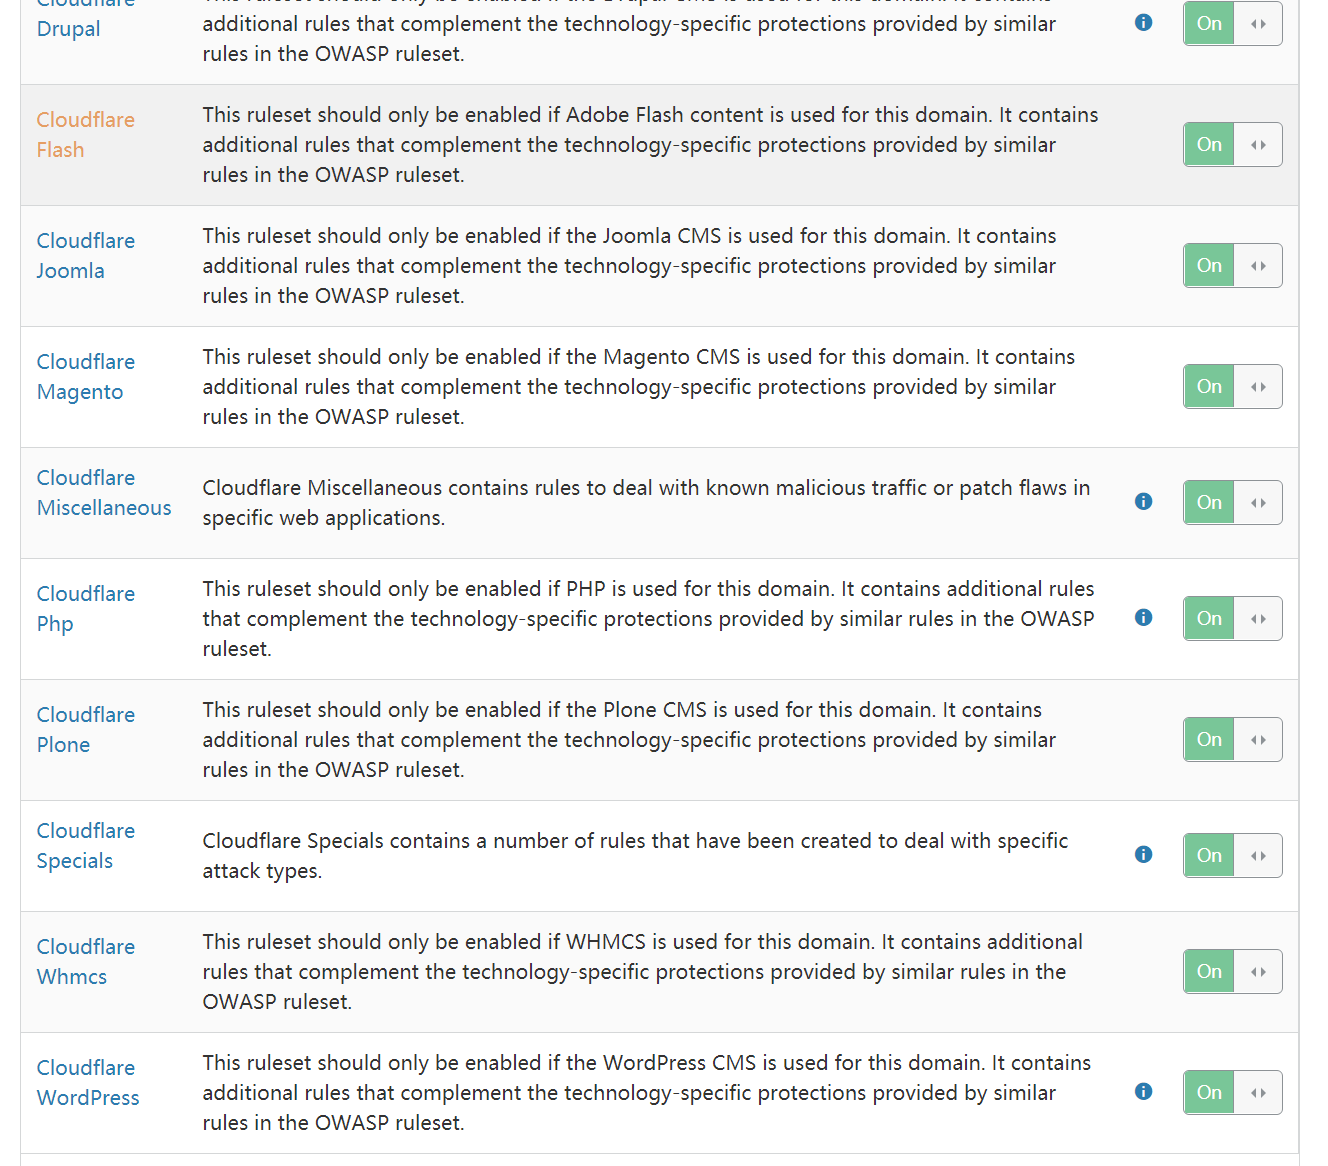 Cloudflare
Drupal
additional rules that complement the technology-specific protections provided by similar
rules in the OWASP ruleset.
On
Cloudflare
Flash
This ruleset should only be enabled if Adobe Flash content is used for this domain. It contains
additional rules that complement the technology-specific protections provided by similar
rules in the OWASP ruleset.
On
Cloudflare
Joomla
This ruleset should only be enabled if the Joomla CMS is used for this domain. It contains
additional rules that complement the technology-specific protections provided by similar
rules in the OWASP ruleset.
On
Cloudflare
Magento
This ruleset should only be enabled if the Magento CMS is used for this domain. It contains
additional rules that complement the technology-specific protections provided by similar
rules in the OWASP ruleset.
On
Cloudflare
Miscellaneous
Cloudflare Miscellaneous contains rules to deal with known malicious traffic or patch flaws in
specific web applications.
On
Cloudflare
Php
This ruleset should only be enabled if PHP is used for this domain. It contains additional rules
that complement the technology-specific protections provided by similar rules in the OWASP
ruleset.
On
Cloudflare
Plone
This ruleset should only be enabled if the Plone CMS is used for this domain. It contains
additional rules that complement the technology-specific protections provided by similar
rules in the OWASP ruleset.
On
Cloudflare
Specials
Cloudflare Specials contains a number of rules that have been created to deal with specific
attack types.
On
Cloudflare
Whmcs
This ruleset should only be enabled if WHMCS is used for this domain. It contains additional
rules that complement the technology-specific protections provided by similar rules in the
OWASP ruleset.
On
Cloudflare
WordPress
This ruleset should only be enabled if the WordPress CMS is used for this domain. It contains
additional rules that complement the technology-specific protections provided by similar
rules in the OWASP ruleset.
On